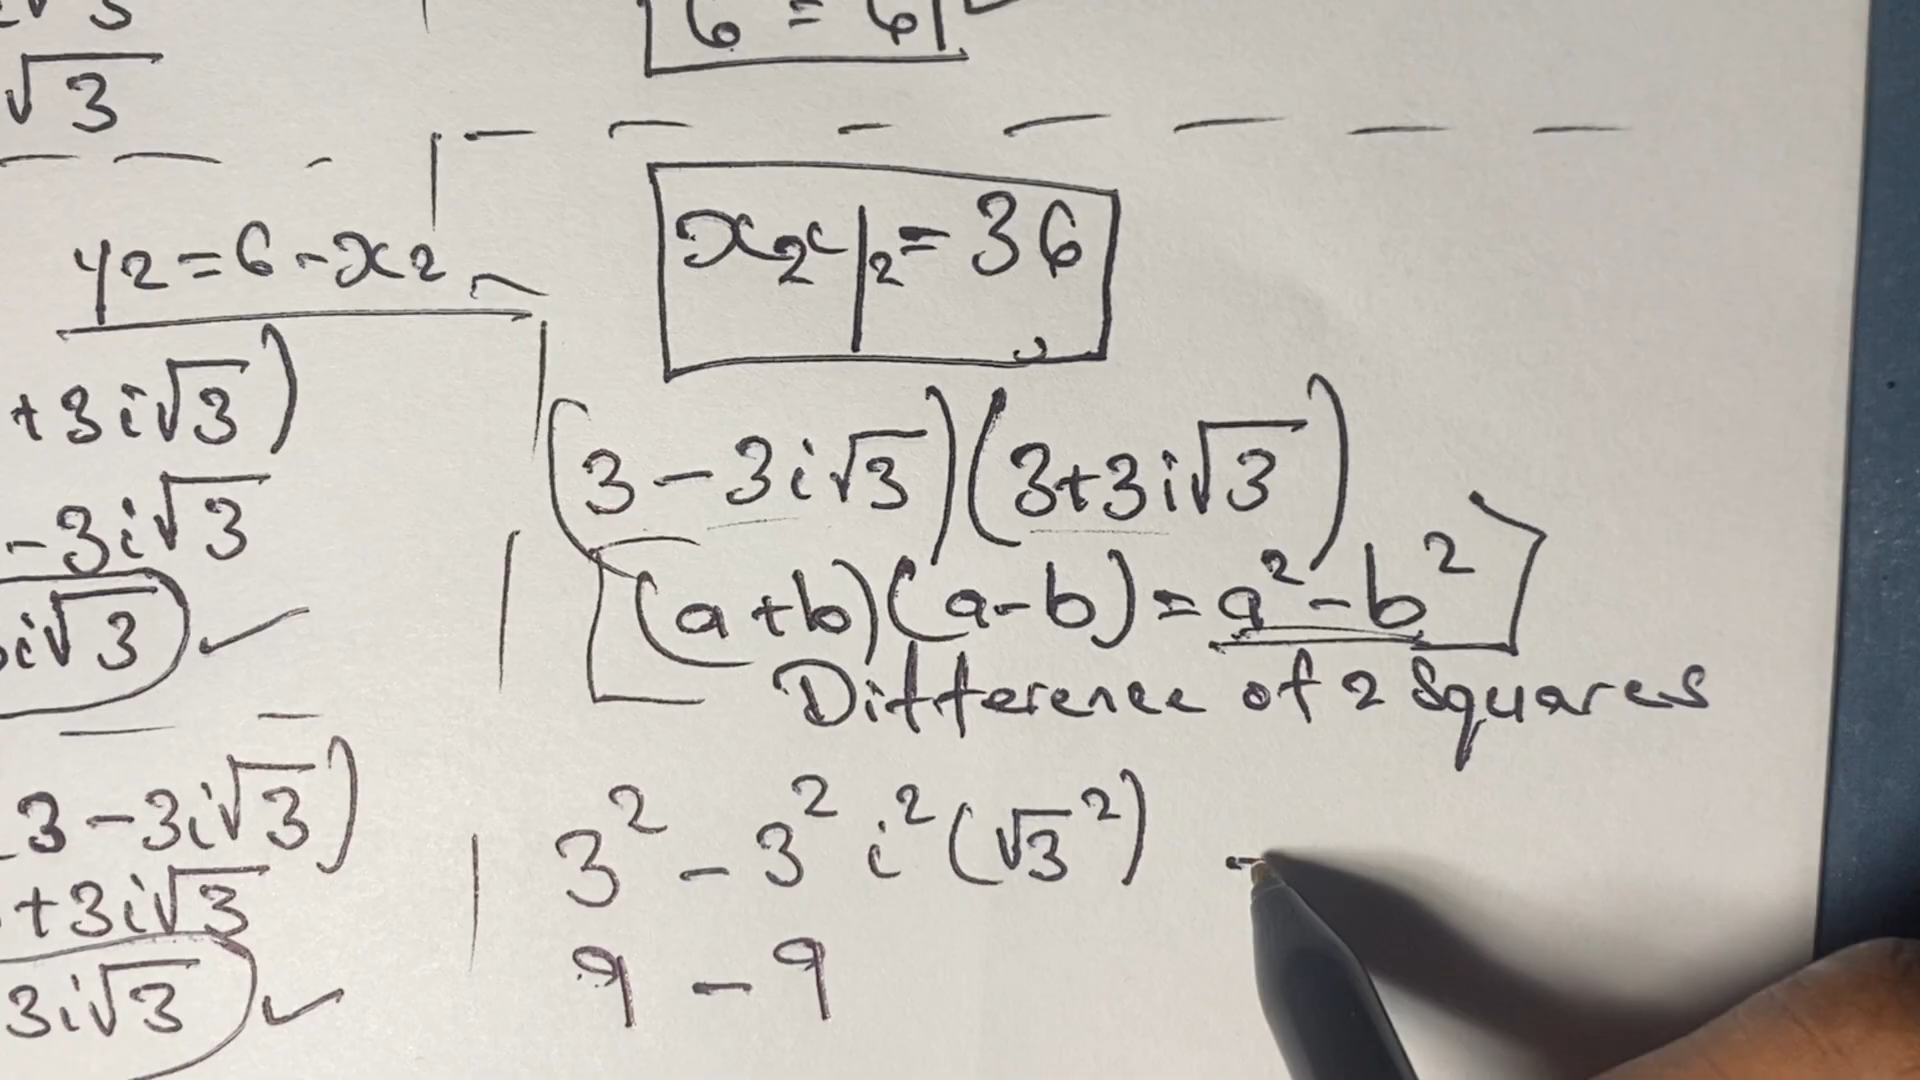 6 = 6
√3
y2 = 6 - x2
x2y2 = 36
+3i√3)
-3i√3
i√3 ✓
(3 - 3i√3)(3+3i√3)
(a+b)(a-b) = a² - b²
Difference of 2 Squares
3 - 3i√3)
+3i√3
3i√3 ✓
3² - 3² i² (√3²) -
9 - 9